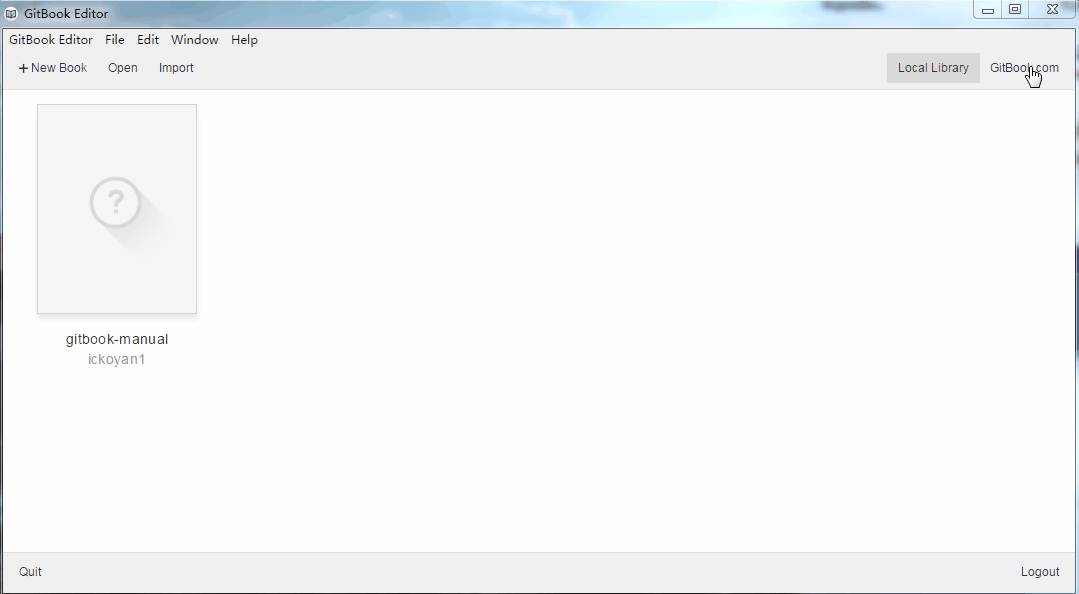 GitBook Editor
GitBook Editor File Edit Window Help
+ New Book Open Import Local Library GitBook.com
?
gitbook-manual
ickoyan1
Quit Logout